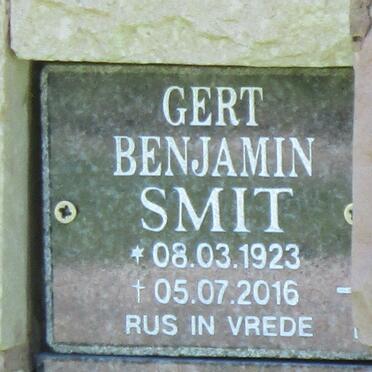 GERT
BENJAMIN
SMIT
* 08.03.1923
† 05.07.2016
RUS IN VREDE